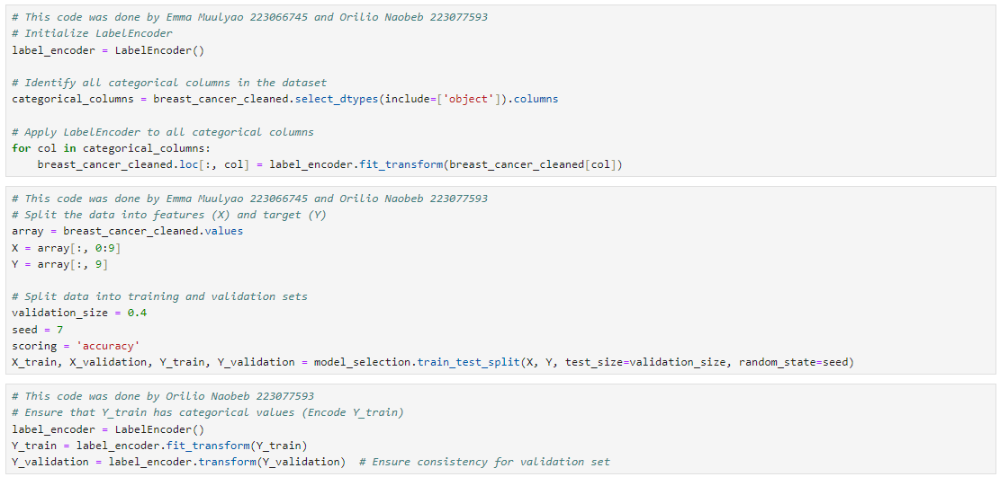 # This code was done by Emma Muulyao 223066745 and Orilio Naobeb 223077593
# Initialize LabelEncoder
label_encoder = LabelEncoder()
# Identify all categorical columns in the dataset
categorical_columns = breast_cancer_cleaned.select_dtypes(include=['object']).columns
# Apply LabelEncoder to all categorical columns
for col in categorical_columns:
    breast_cancer_cleaned.loc[:, col] = label_encoder.fit_transform(breast_cancer_cleaned[col])
# This code was done by Emma Muulyao 223066745 and Orilio Naobeb 223077593
# Split the data into features (X) and target (Y)
array = breast_cancer_cleaned.values
X = array[:, 0:9]
Y = array[:, 9]
# Split data into training and validation sets
validation_size = 0.4
seed = 7
scoring = 'accuracy'
X_train, X_validation, Y_train, Y_validation = model_selection.train_test_split(X, Y, test_size=validation_size, random_state=seed)
# This code was done by Orilio Naobeb 223077593
# Ensure that Y_train has categorical values (Encode Y_train)
label_encoder = LabelEncoder()
Y_train = label_encoder.fit_transform(Y_train)
Y_validation = label_encoder.transform(Y_validation)  # Ensure consistency for validation set